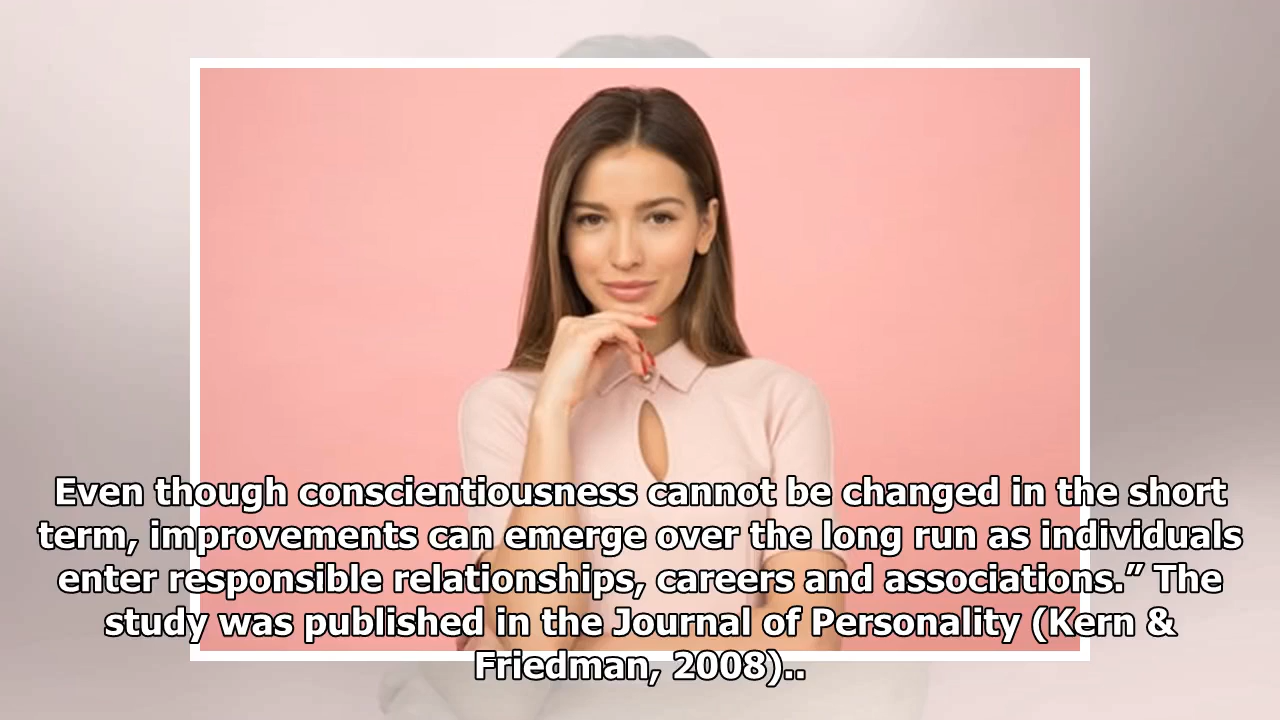 Even though conscientiousness cannot be changed in the short
term, improvements can emerge over the long run as individuals
enter responsible relationships, careers and associations.” The
study was published in the Journal of Personality (Kern &
Friedman, 2008)..